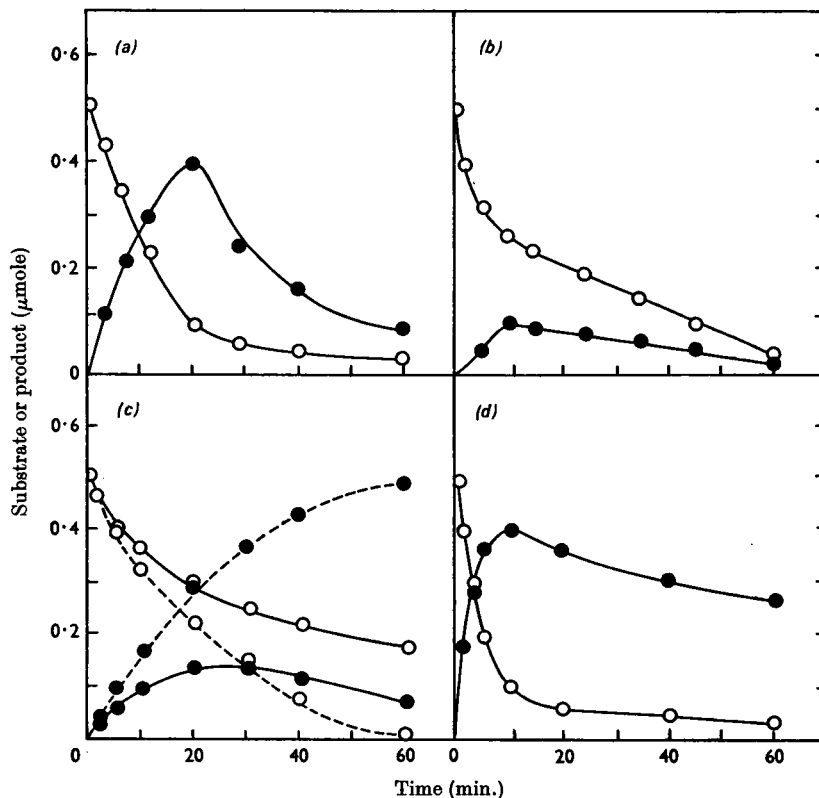 (a)
(b)
0·6
0·4
0·2
0
(c)
(d)
0·6
0·4
0·2
0 20 40 60 0 20 40 60
Substrate or product (μmole)
Time (min.)